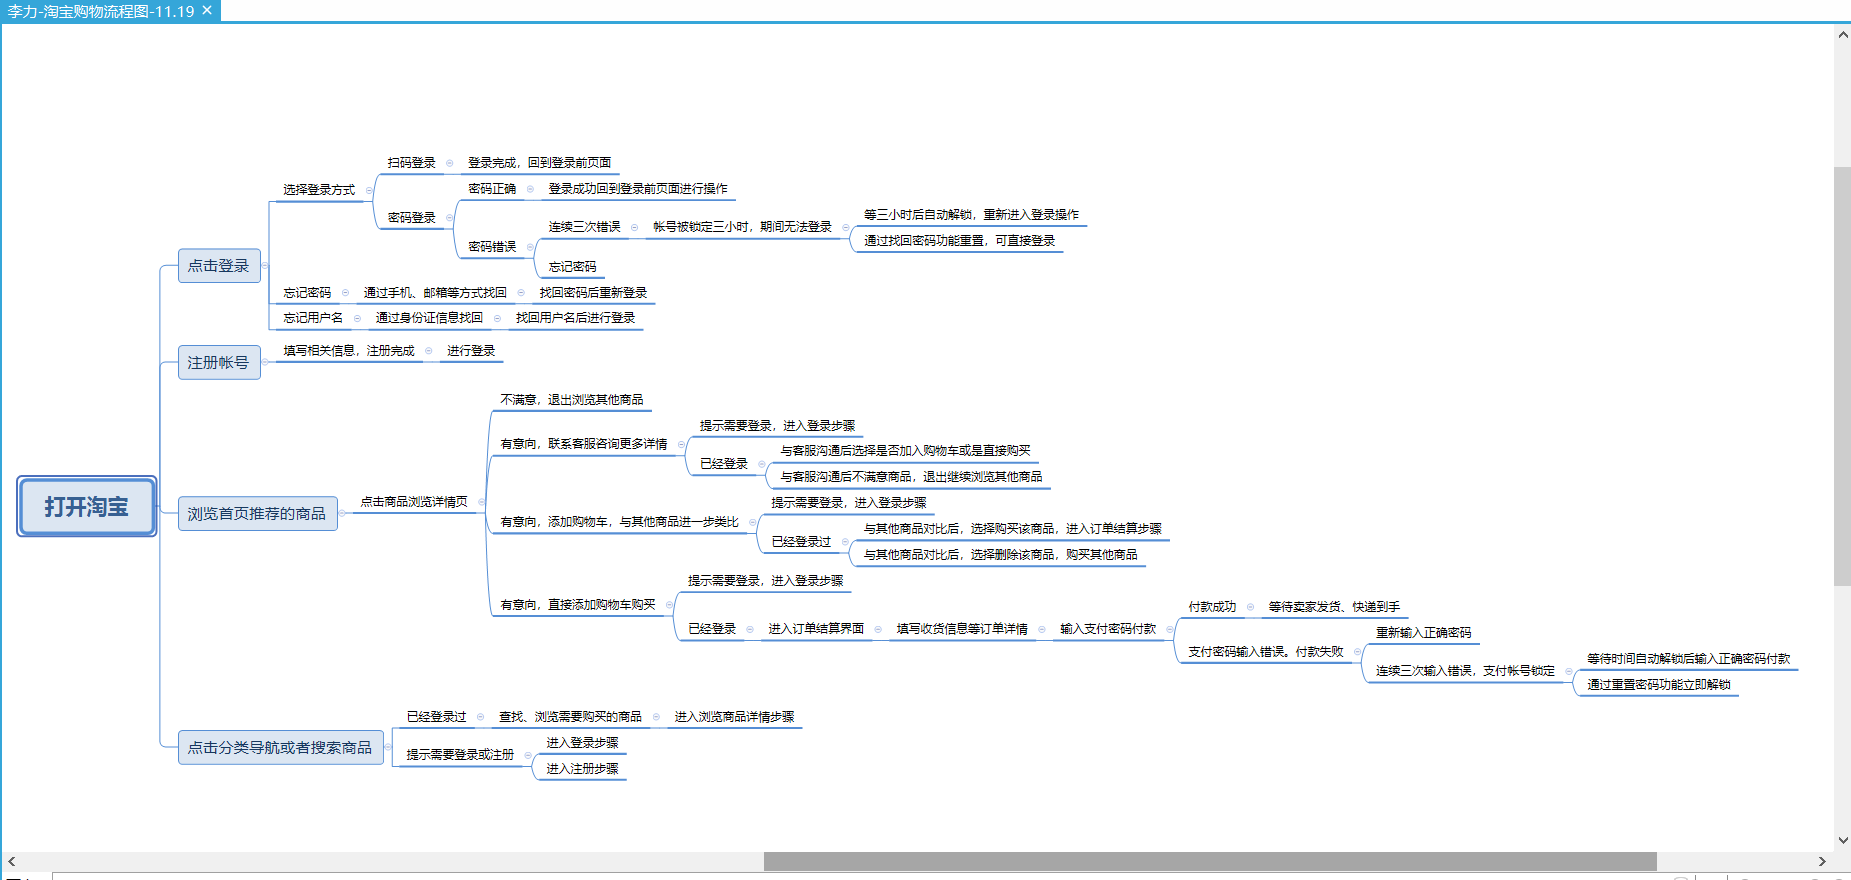 李力-淘宝购物流程图-11.19
打开淘宝
点击登录
选择登录方式
扫码登录
登录完成，回到登录前页面
密码登录
密码正确
登录成功回到登录前页面进行操作
密码错误
连续三次错误
帐号被锁定三小时，期间无法登录
等三小时后自动解锁，重新进入登录操作
通过找回密码功能重置，可直接登录
忘记密码
忘记密码
通过手机、邮箱等方式找回
找回密码后重新登录
忘记用户名
通过身份证信息找回
找回用户名后进行登录
注册帐号
填写相关信息，注册完成
进行登录
浏览首页推荐的商品
点击商品浏览详情页
不满意，退出浏览其他商品
有意向，联系客服咨询更多详情
提示需要登录，进入登录步骤
已经登录
与客服沟通后选择是否加入购物车或是直接购买
与客服沟通后不满意商品，退出继续浏览其他商品
有意向，添加购物车，与其他商品进一步类比
提示需要登录，进入登录步骤
已经登录过
与其他商品对比后，选择购买该商品，进入订单结算步骤
与其他商品对比后，选择删除该商品，购买其他商品
有意向，直接添加购物车购买
提示需要登录，进入登录步骤
已经登录
进入订单结算界面
填写收货信息等订单详情
输入支付密码付款
付款成功
等待卖家发货、快递到手
支付密码输入错误。付款失败
重新输入正确密码
连续三次输入错误，支付帐号锁定
等待时间自动解锁后输入正确密码付款
通过重置密码功能立即解锁
点击分类导航或者搜索商品
已经登录过
查找、浏览需要购买的商品
进入浏览商品详情步骤
提示需要登录或注册
进入登录步骤
进入注册步骤